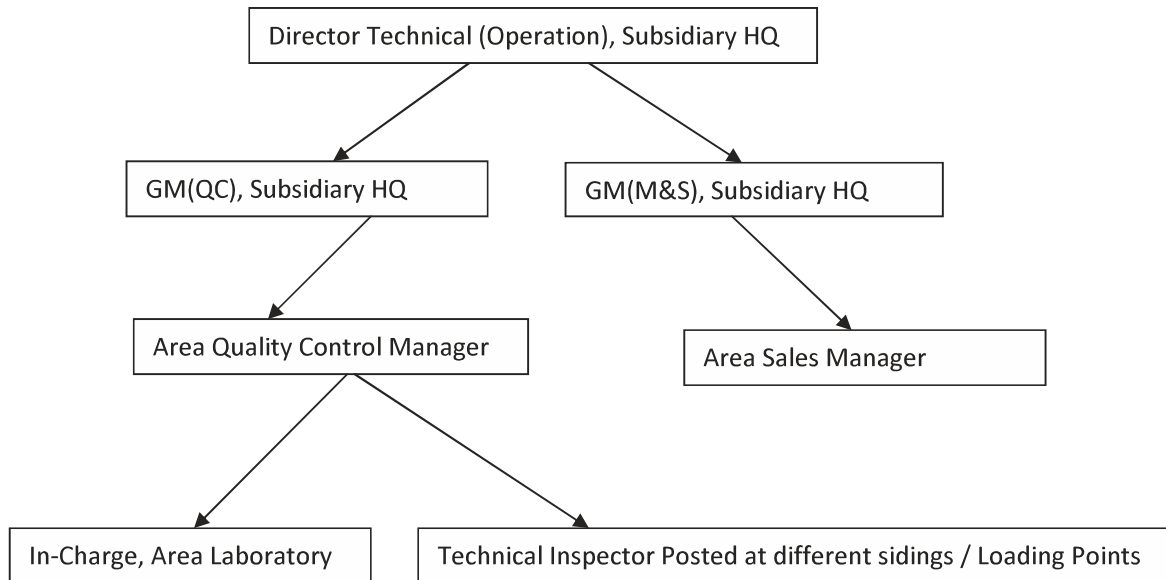 Director Technical (Operation), Subsidiary HQ
GM(QC), Subsidiary HQ
GM(M&S), Subsidiary HQ
Area Quality Control Manager
Area Sales Manager
In-Charge, Area Laboratory
Technical Inspector Posted at different sidings / Loading Points